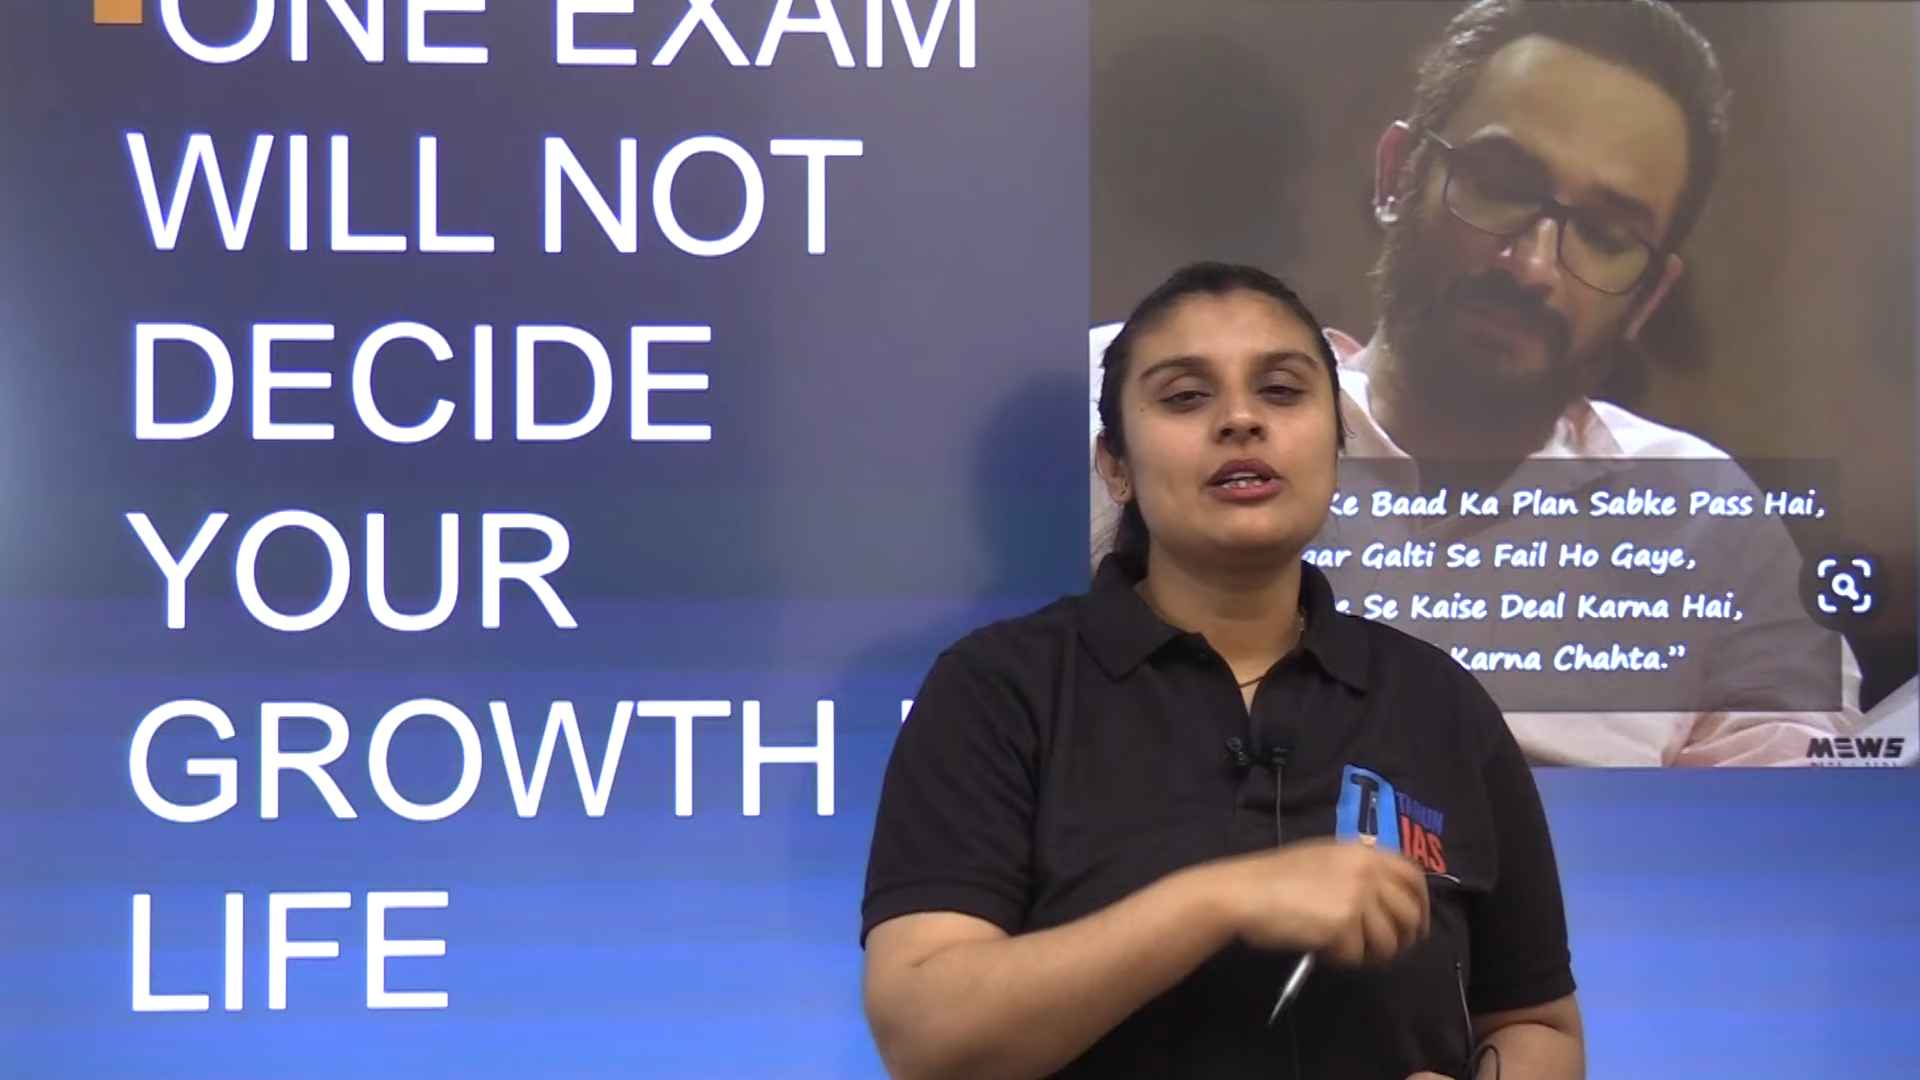 ONE EXAM
WILL NOT
DECIDE
YOUR
GROWTH
LIFE
Ke Baad Ka Plan Sabke Pass Hai,
Galti Se Fail Ho Gaye,
Se Kaise Deal Karna Hai,
Karna Chahta.”
MEWS
TARUN
IAS